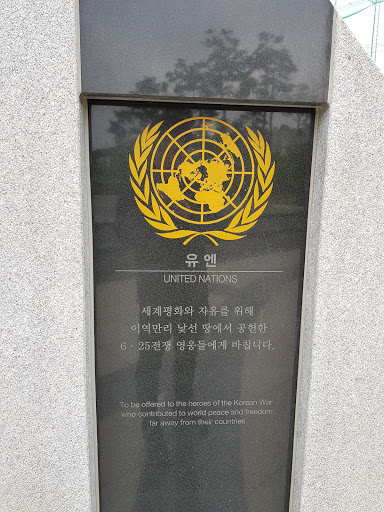 유 엔
UNITED NATIONS
세계평화와 자유를 위해
이역만리 낯선 땅에서 공헌한
6 · 25전쟁 영웅들에게 바칩니다.
To be offered to the heroes of the Korean War
who contributed to world peace and freedom
far away from their countries